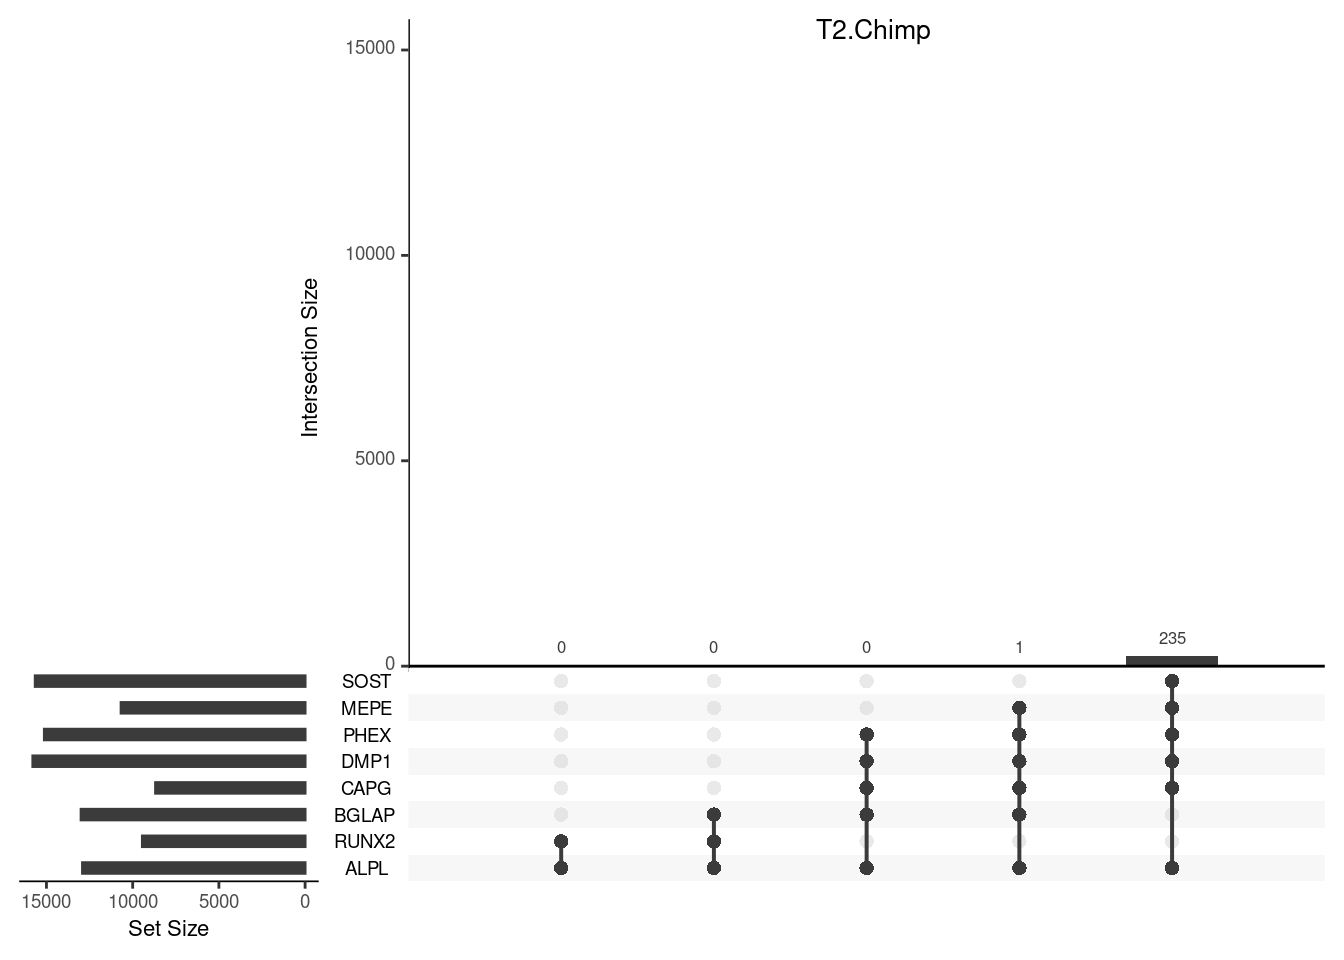 T2.Chimp
15000
10000
5000
0
Intersection Size
0 0 0 1 235
SOST
MEPE
PHEX
DMP1
CAPG
BGLAP
RUNX2
ALPL
15000 10000 5000 0
Set Size